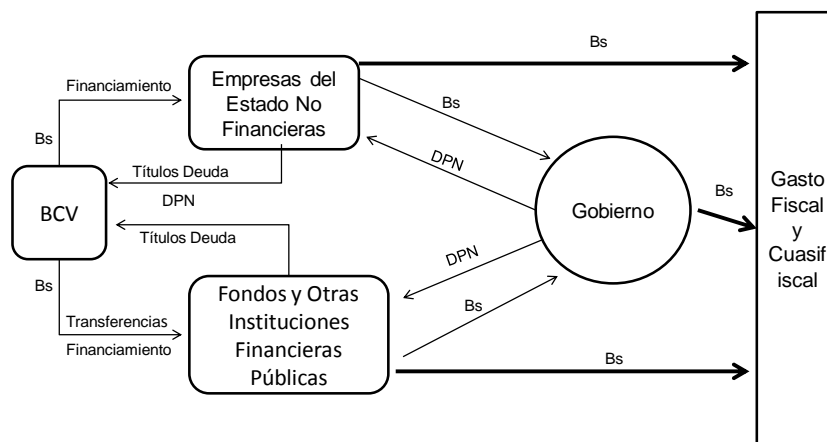 Bs
Empresas del
Estado No
Financieras
Financiamiento
Bs
Bs
Títulos Deuda
DPN
DPN
BCV
Títulos Deuda
Gobierno
Bs
Gasto
Fiscal
y
Cuasif
iscal
DPN
Bs
Transferencias
Financiamiento
Fondos y Otras
Instituciones
Financieras
Públicas
Bs
Bs